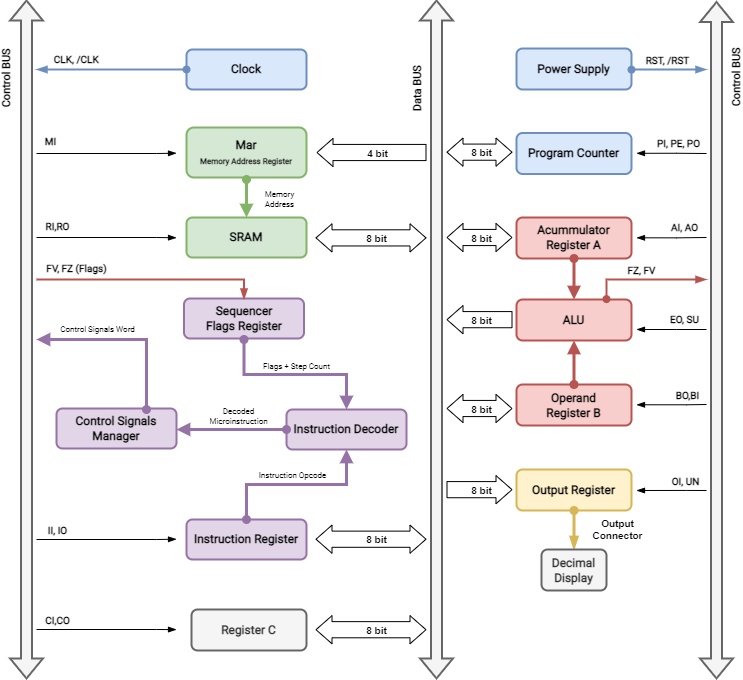 Control BUS
CLK, /CLK
Clock
Data BUS
Power Supply
RST, /RST
Control BUS
MI
Mar
Memory Address Register
4 bit
8 bit
Program Counter
PI, PE, PO
Memory
Address
RI,RO
SRAM
8 bit
8 bit
Acummulator
Register A
AI, AO
FV, FZ (Flags)
FZ, FV
Sequencer
Flags Register
8 bit
ALU
EO, SU
Control Signals Word
Flags + Step Count
Control Signals
Manager
Decoded
Microinstruction
Instruction Decoder
8 bit
Operand
Register B
BO,BI
Instruction Opcode
8 bit
Output Register
OI, UN
Output
Connector
II, IO
Instruction Register
8 bit
Decimal
Display
CI,CO
Register C
8 bit